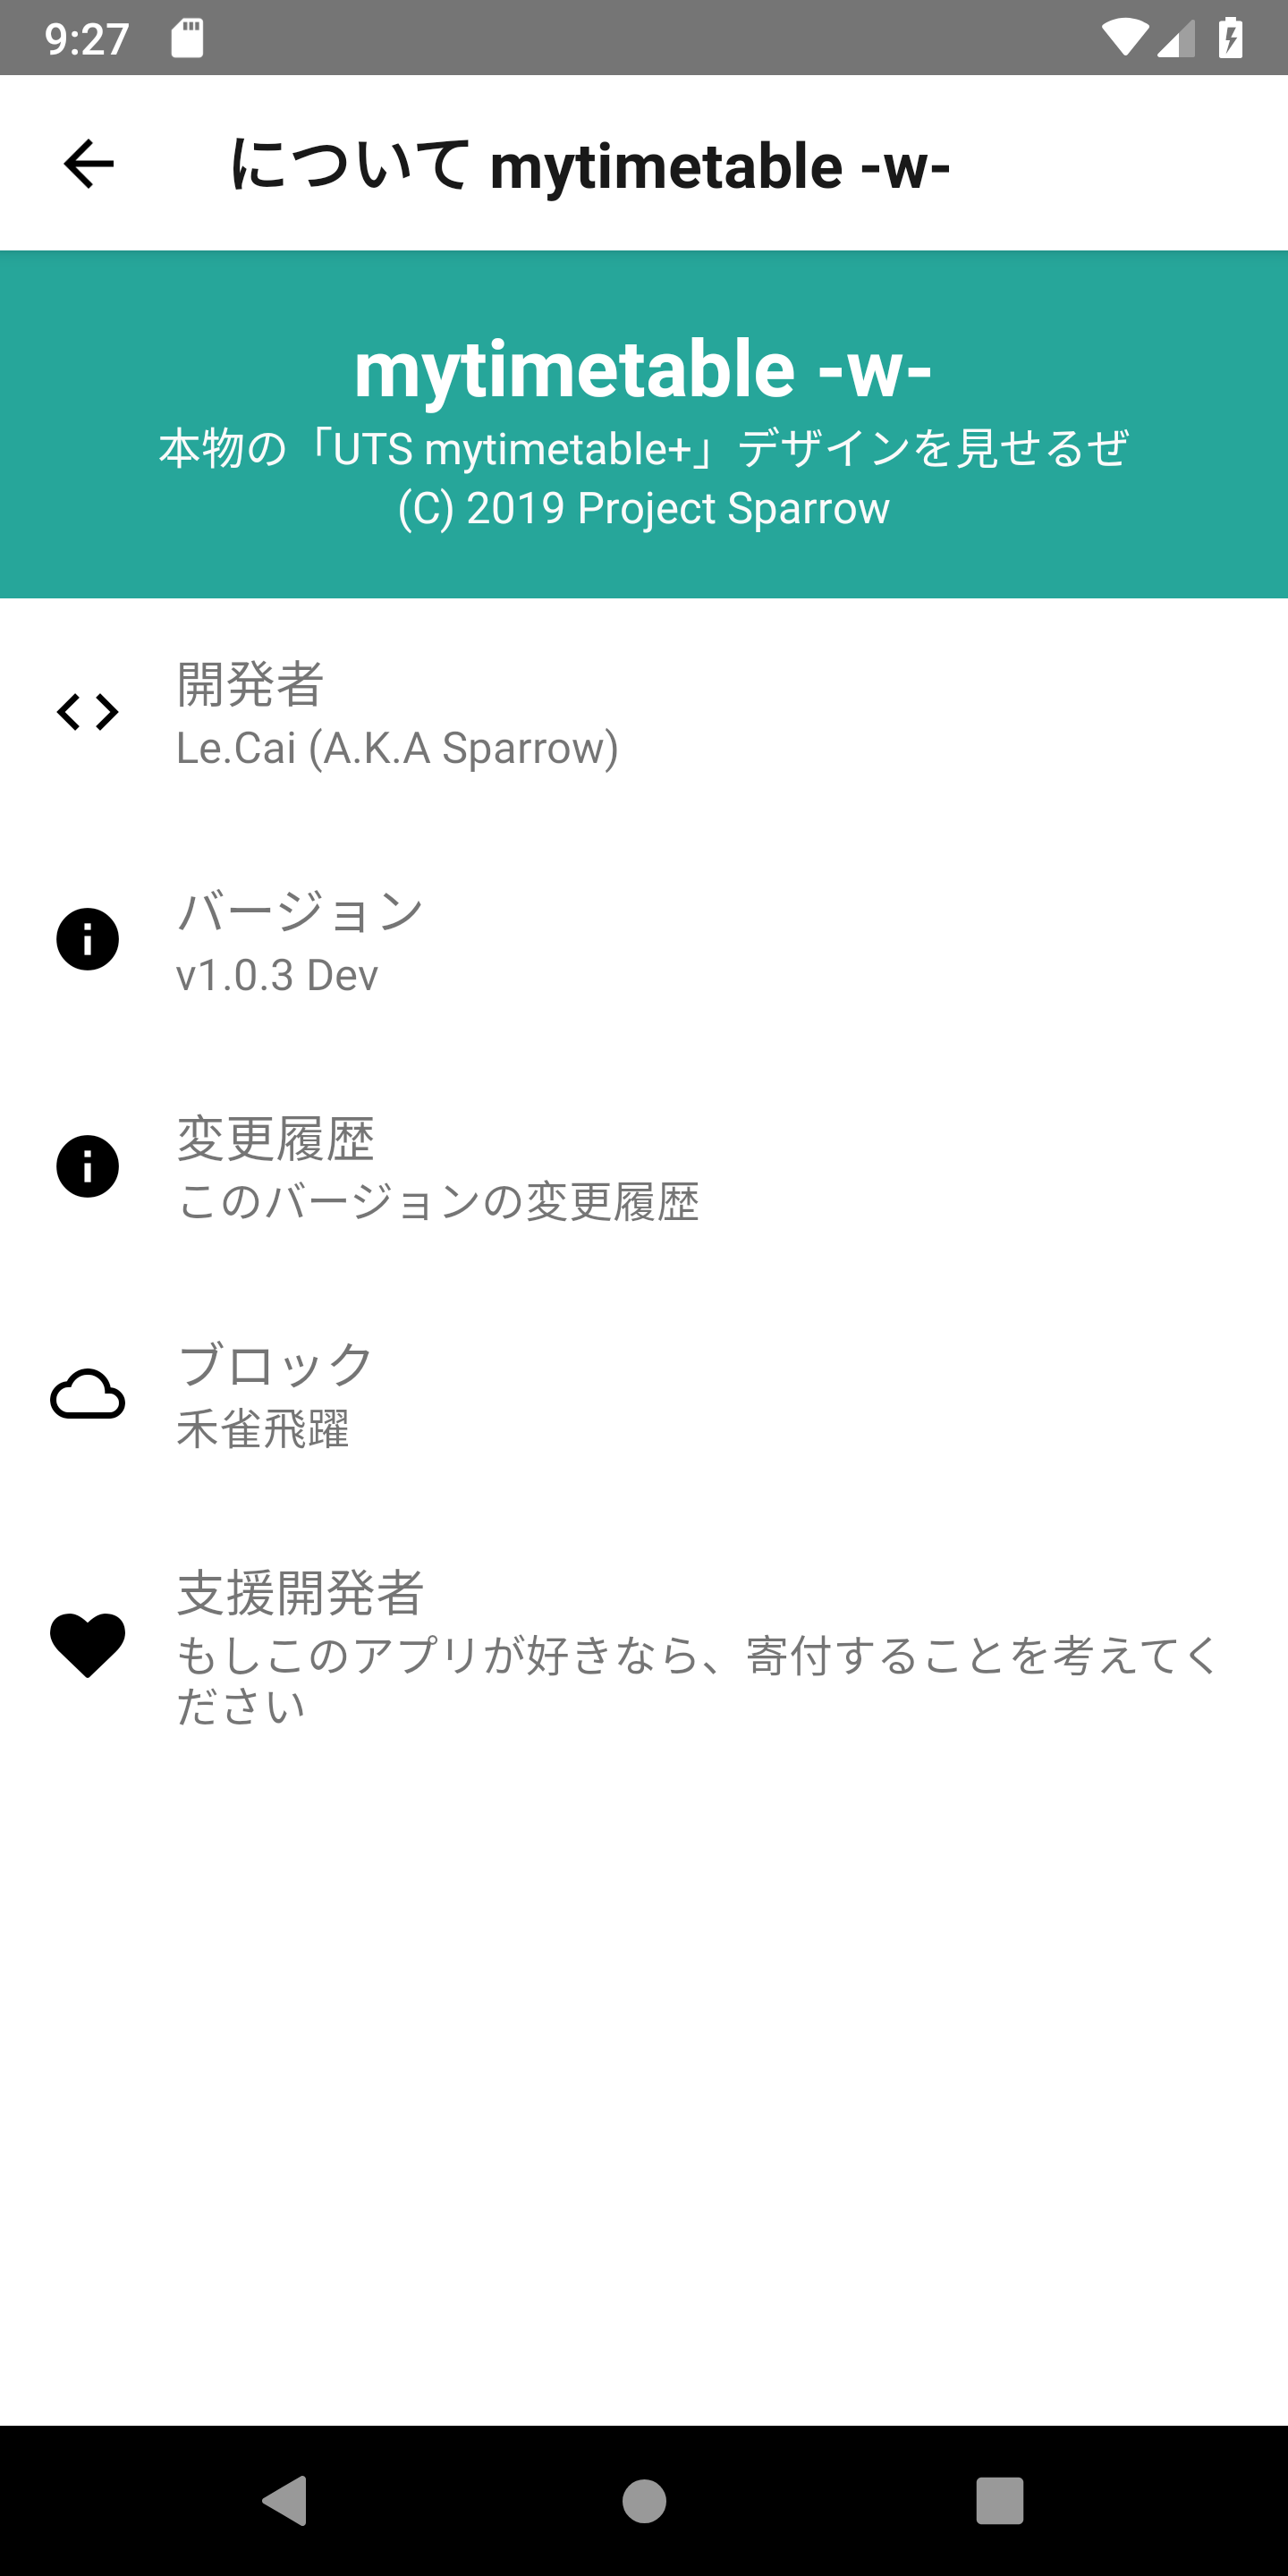 9:27
について mytimetable -w-
mytimetable -w-
本物の「UTS mytimetable+」デザインを見せるぜ
(C) 2019 Project Sparrow
開発者
Le.Cai (A.K.A Sparrow)
バージョン
v1.0.3 Dev
変更履歴
このバージョンの変更履歴
ブロック
禾雀飛躍
支援開発者
もしこのアプリが好きなら、寄付することを考えてく
ださい